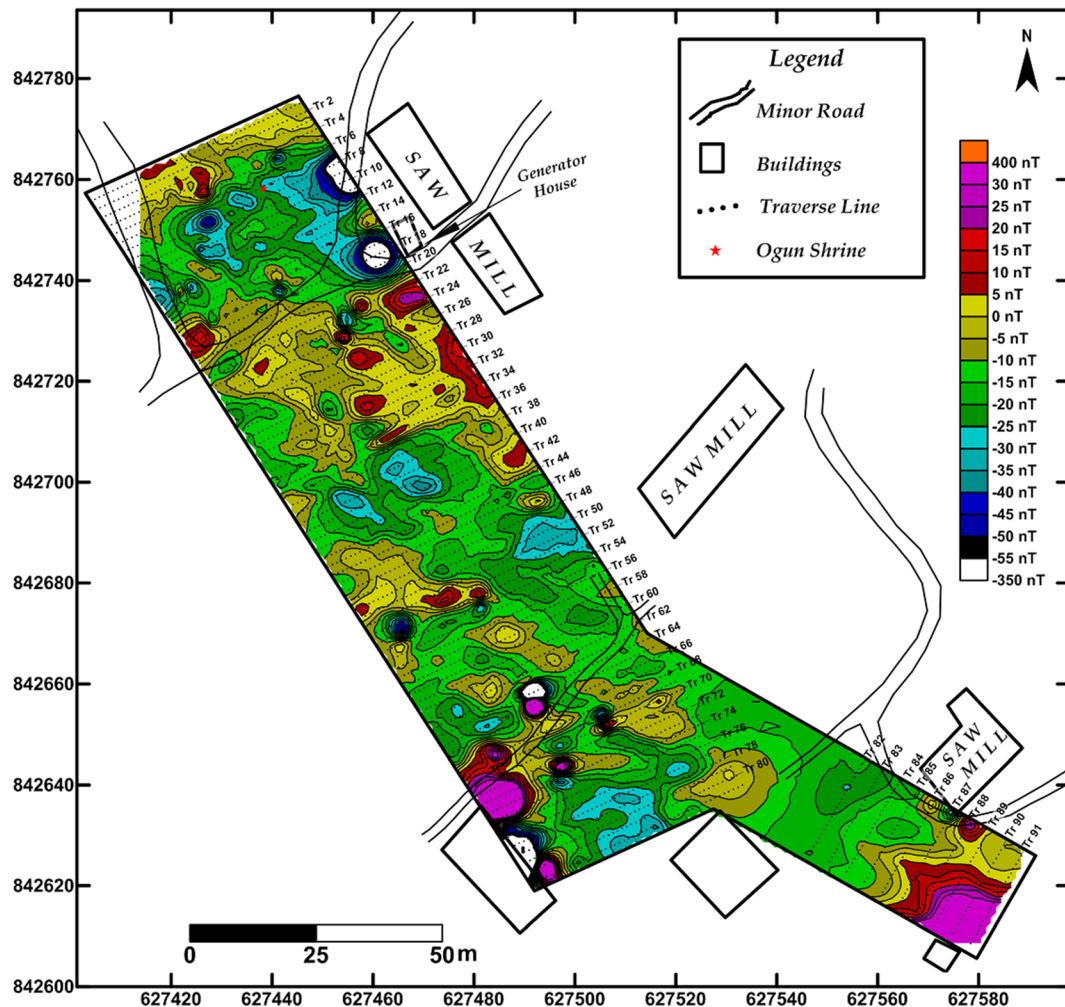 842780
842760
842740
842720
842700
842680
842660
842640
842620
842600
627420
627440
627460
627480
627500
627520
627540
627560
627580
N
Legend
Minor Road
Buildings
Traverse Line
Ogun Shrine
400 nT
30 nT
25 nT
20 nT
15 nT
10 nT
5 nT
0 nT
-5 nT
-10 nT
-15 nT
-20 nT
-25 nT
-30 nT
-35 nT
-40 nT
-45 nT
-50 nT
-55 nT
-350 nT
SAW
MILL
Generator
House
SAW MILL
SAW
MILL
Tr 2
Tr 4
Tr 6
Tr 8
Tr 10
Tr 12
Tr 14
Tr 16
Tr 18
Tr 20
Tr 22
Tr 24
Tr 26
Tr 28
Tr 30
Tr 32
Tr 34
Tr 36
Tr 38
Tr 40
Tr 42
Tr 44
Tr 46
Tr 48
Tr 50
Tr 52
Tr 54
Tr 56
Tr 58
Tr 60
Tr 62
Tr 64
Tr 66
Tr 68
Tr 70
Tr 72
Tr 74
Tr 76
Tr 78
Tr 80
Tr 82
Tr 83
Tr 84
Tr 85
Tr 86
Tr 87
Tr 88
Tr 89
Tr 90
Tr 91
0
25
50 m